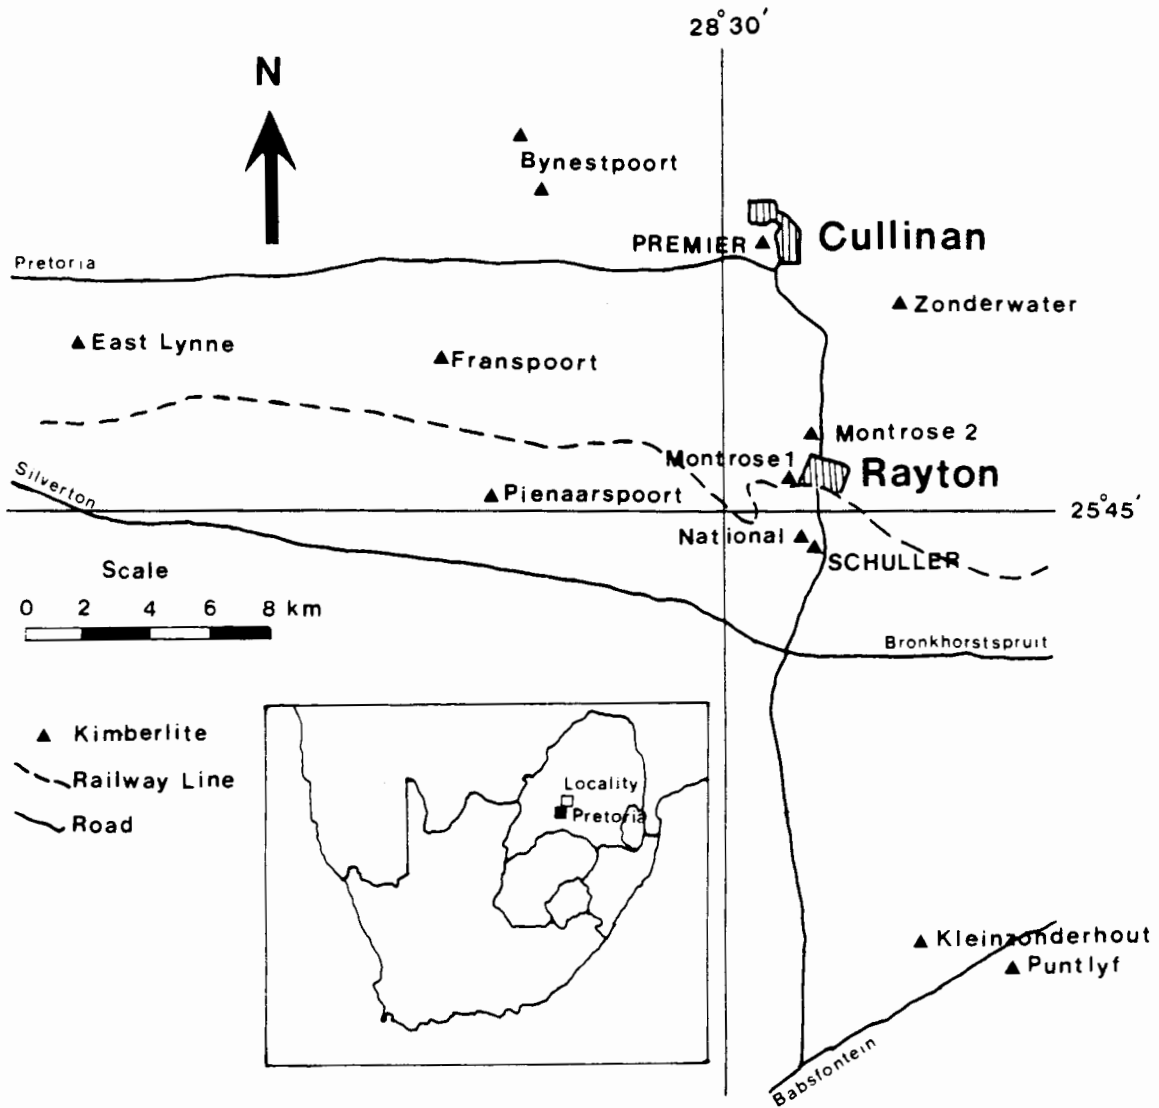 28°30'
N
Bynestpoort
PREMIER
Cullinan
Pretoria
Zonderwater
East Lynne
Franspoort
Montrose 2
Montrose 1
Rayton
Silverton
Pienaarspoort
25°45'
National
SCHULLER
Scale
0 2 4 6 8 km
Bronkhorstspruit
Kimberlite
Railway Line
Road
Locality
Pretoria
Kleinzonderhout
Puntlyf
Babsfontein